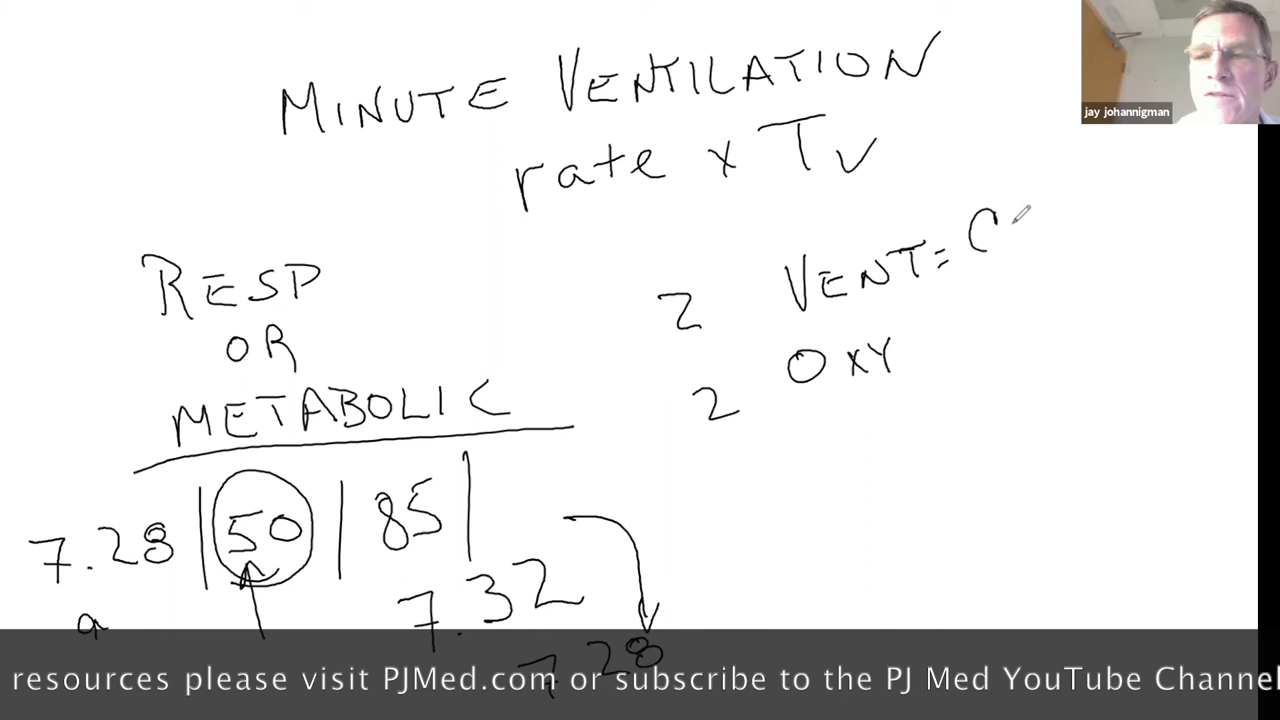 MINUTE VENTILATION
rate x Tv
jay johannigman
RESP
OR
METABOLIC
2 VENT = C
2 OXY
7.28 | 50 | 85 |
7.32
a
7.28
resources please visit PJMed.com or subscribe to the PJ Med YouTube Channel